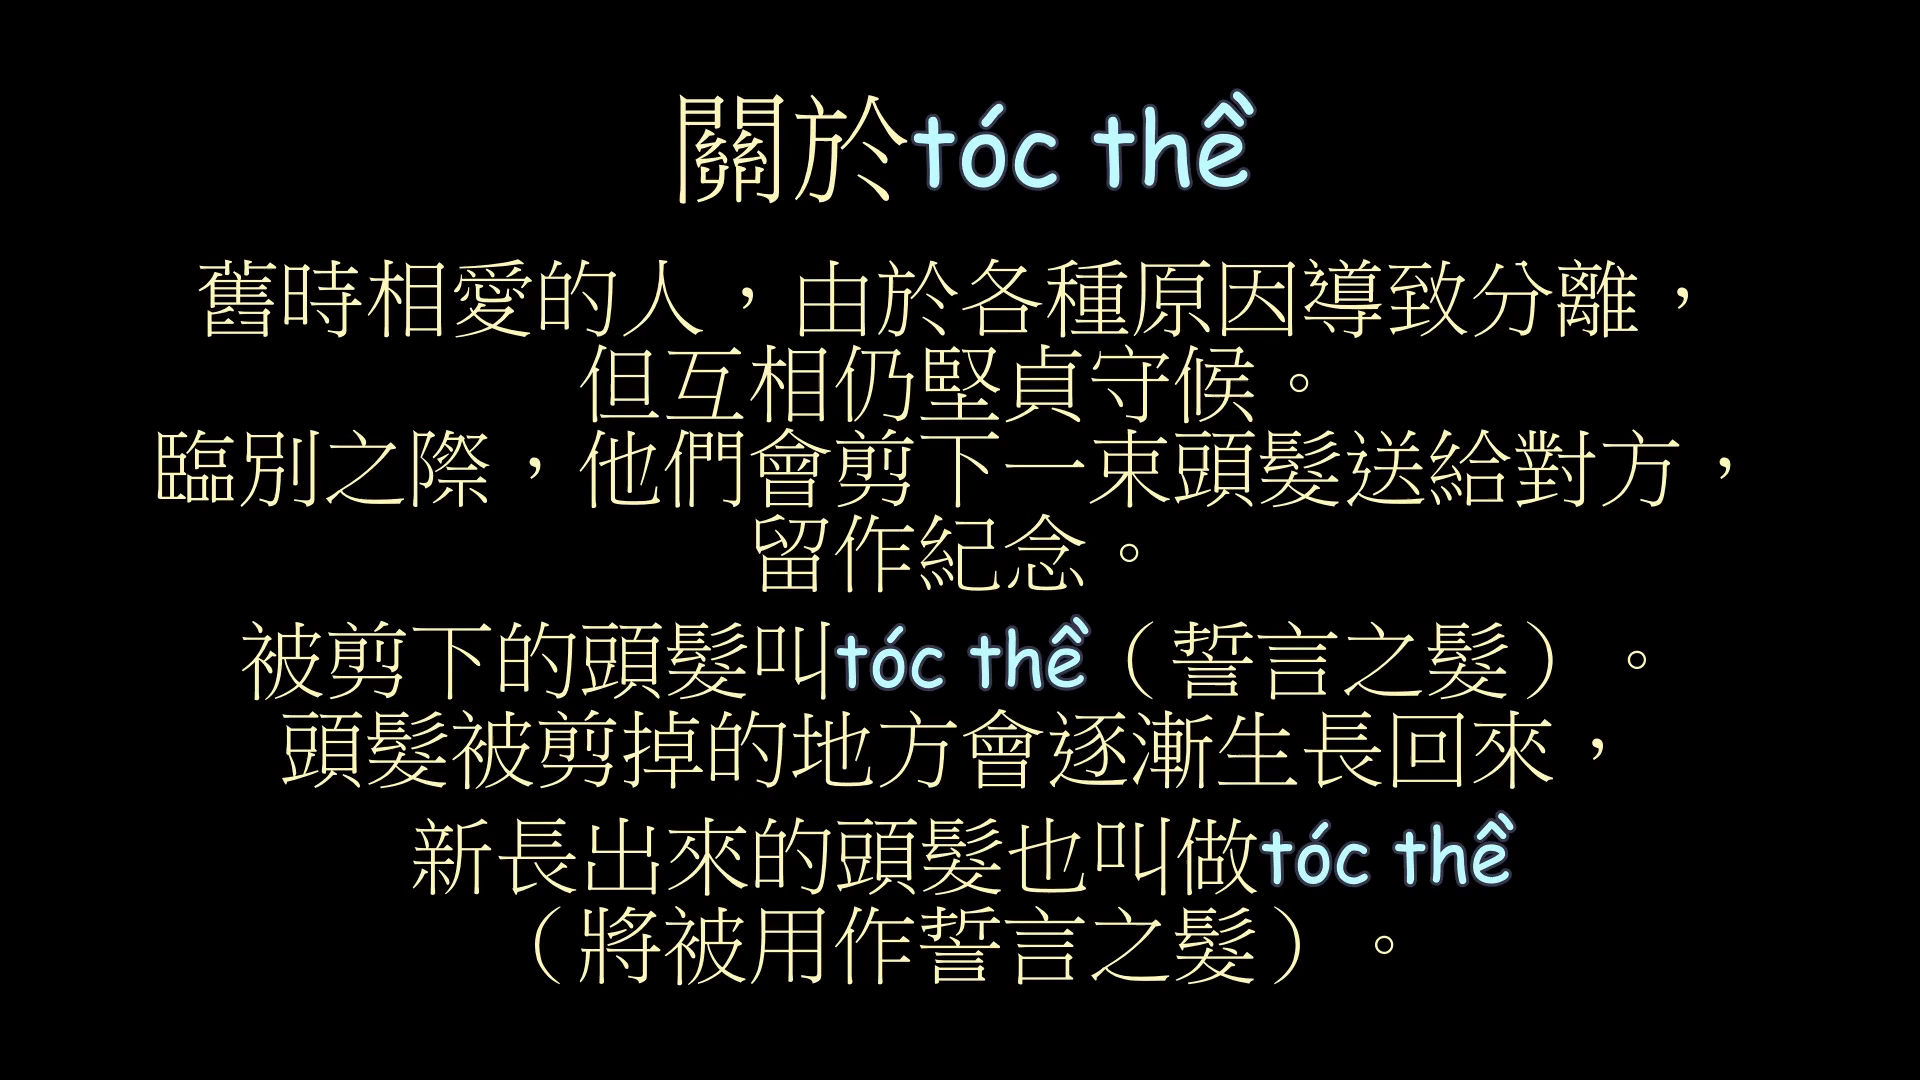 關於tóc thề
舊時相愛的人，由於各種原因導致分離，
但互相仍堅貞守候。
臨別之際，他們會剪下一束頭髮送給對方，
留作紀念。
被剪下的頭髮叫tóc thề（誓言之髮）。
頭髮被剪掉的地方會逐漸生長回來，
新長出來的頭髮也叫做tóc thề
（將被用作誓言之髮）。